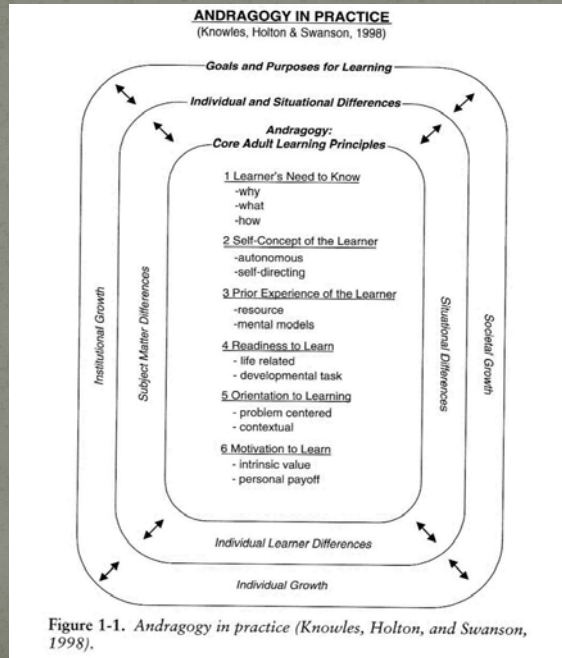 ANDRAGOGY IN PRACTICE
(Knowles, Holton & Swanson, 1998)
Goals and Purposes for Learning
Individual and Situational Differences
Andragogy:
Core Adult Learning Principles
1 Learner's Need to Know
-why
-what
-how
2 Self-Concept of the Learner
-autonomous
-self-directing
3 Prior Experience of the Learner
-resource
-mental models
4 Readiness to Learn
- life related
- developmental task
5 Orientation to Learning
- problem centered
- contextual
6 Motivation to Learn
- intrinsic value
- personal payoff
Institutional Growth
Subject Matter Differences
Situational Differences
Societal Growth
Individual Learner Differences
Individual Growth
Figure 1-1. Andragogy in practice (Knowles, Holton, and Swanson,
1998).